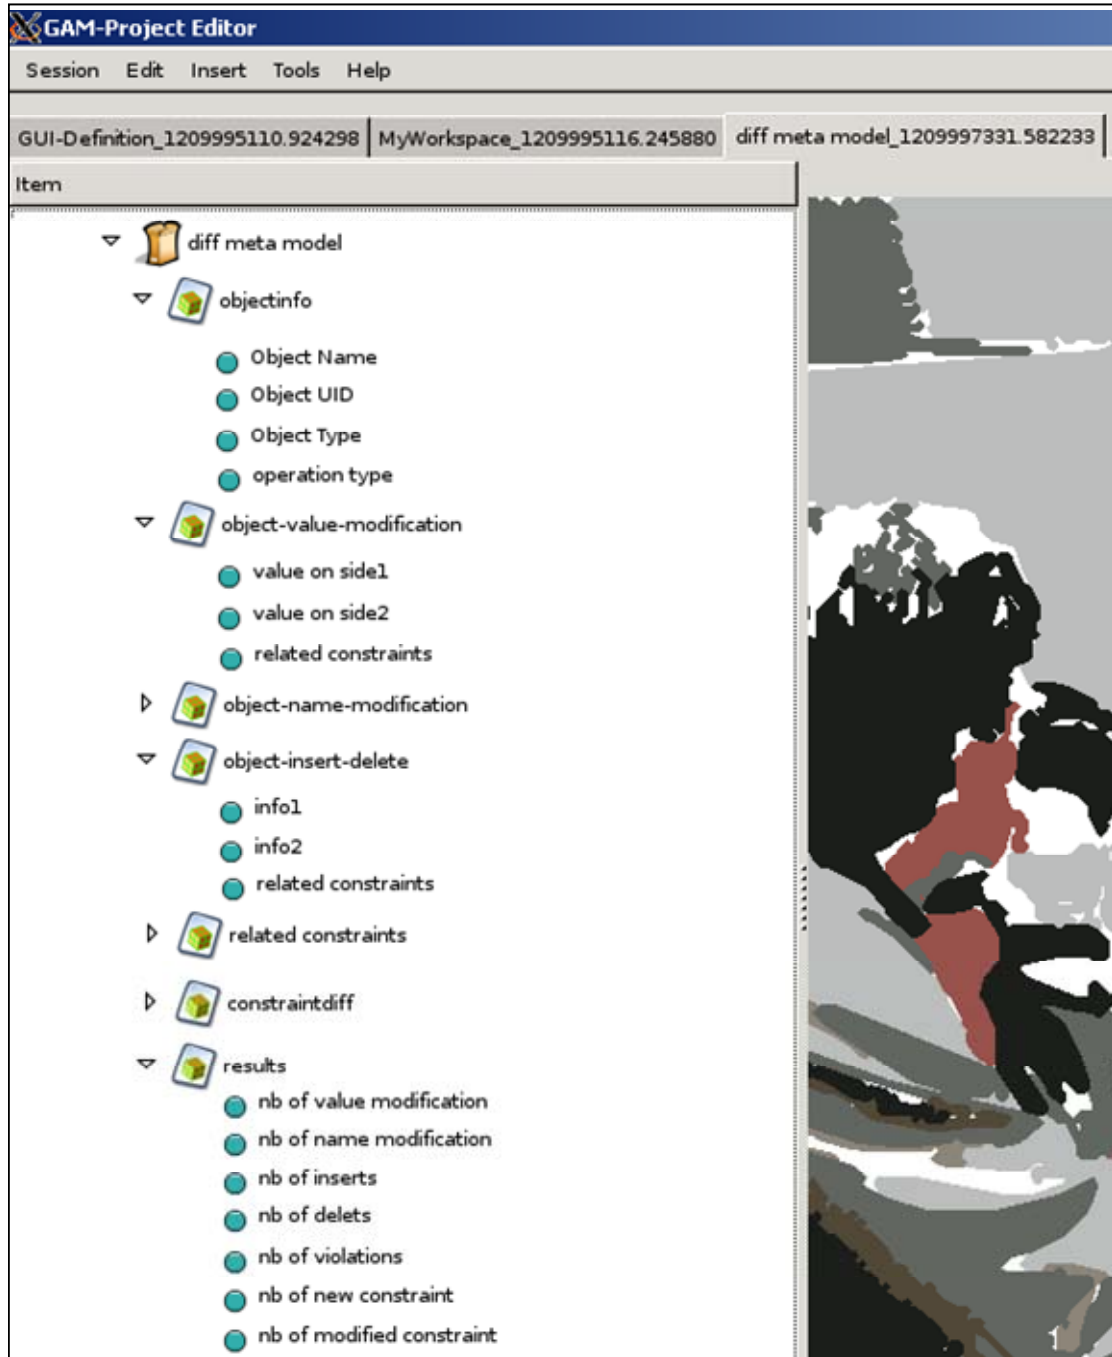 GAM-Project Editor
Session Edit Insert Tools Help
GUI-Definition_1209995110.924298 MyWorkspace_1209995116.245880 diff meta model_1209997331.582233
Item
diff meta model
objectinfo
Object Name
Object UID
Object Type
operation type
object-value-modification
value on side1
value on side2
related constraints
object-name-modification
object-insert-delete
info1
info2
related constraints
related constraints
constraintdiff
results
nb of value modification
nb of name modification
nb of inserts
nb of delets
nb of violations
nb of new constraint
nb of modified constraint